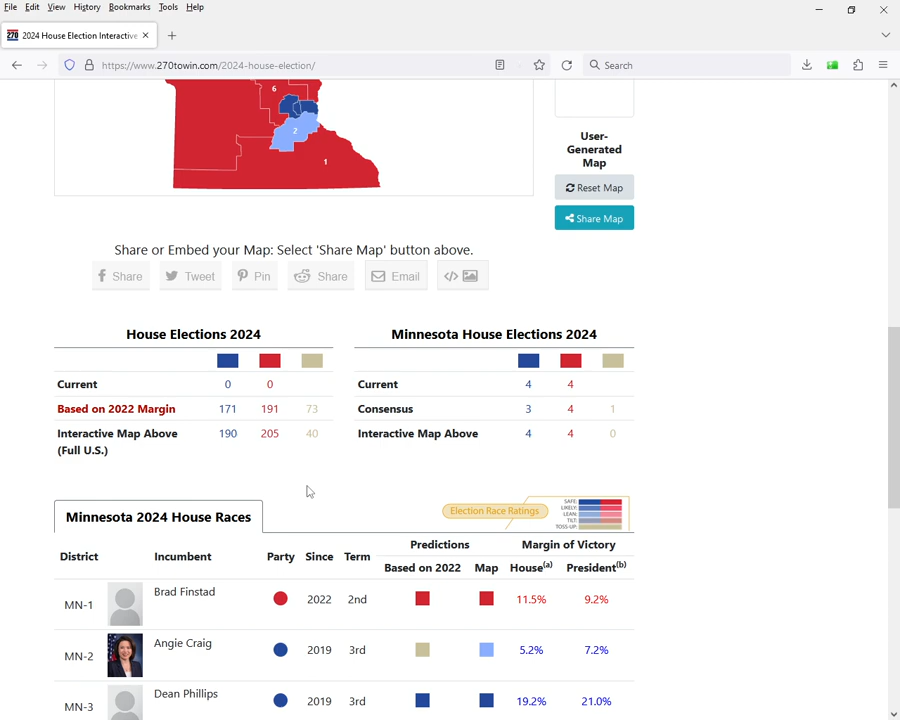 File Edit View History Bookmarks Tools Help
270 2024 House Election Interactive
https://www.270towin.com/2024-house-election/
Search
6
2
1
User-
Generated
Map
Reset Map
Share Map
Share or Embed your Map: Select 'Share Map' button above.
Share Tweet Pin Share Email
House Elections 2024
Current 0 0
Based on 2022 Margin 171 191 73
Interactive Map Above 190 205 40
(Full U.S.)
Minnesota House Elections 2024
Current 4 4
Consensus 3 4 1
Interactive Map Above 4 4 0
Minnesota 2024 House Races
Election Race Ratings
SAFE:
LIKELY:
LEAN:
TILT:
TOSS-UP:
Predictions Margin of Victory
District Incumbent Party Since Term Based on 2022 Map House(a) President(b)
MN-1 Brad Finstad 2022 2nd 11.5% 9.2%
MN-2 Angie Craig 2019 3rd 5.2% 7.2%
MN-3 Dean Phillips 2019 3rd 19.2% 21.0%